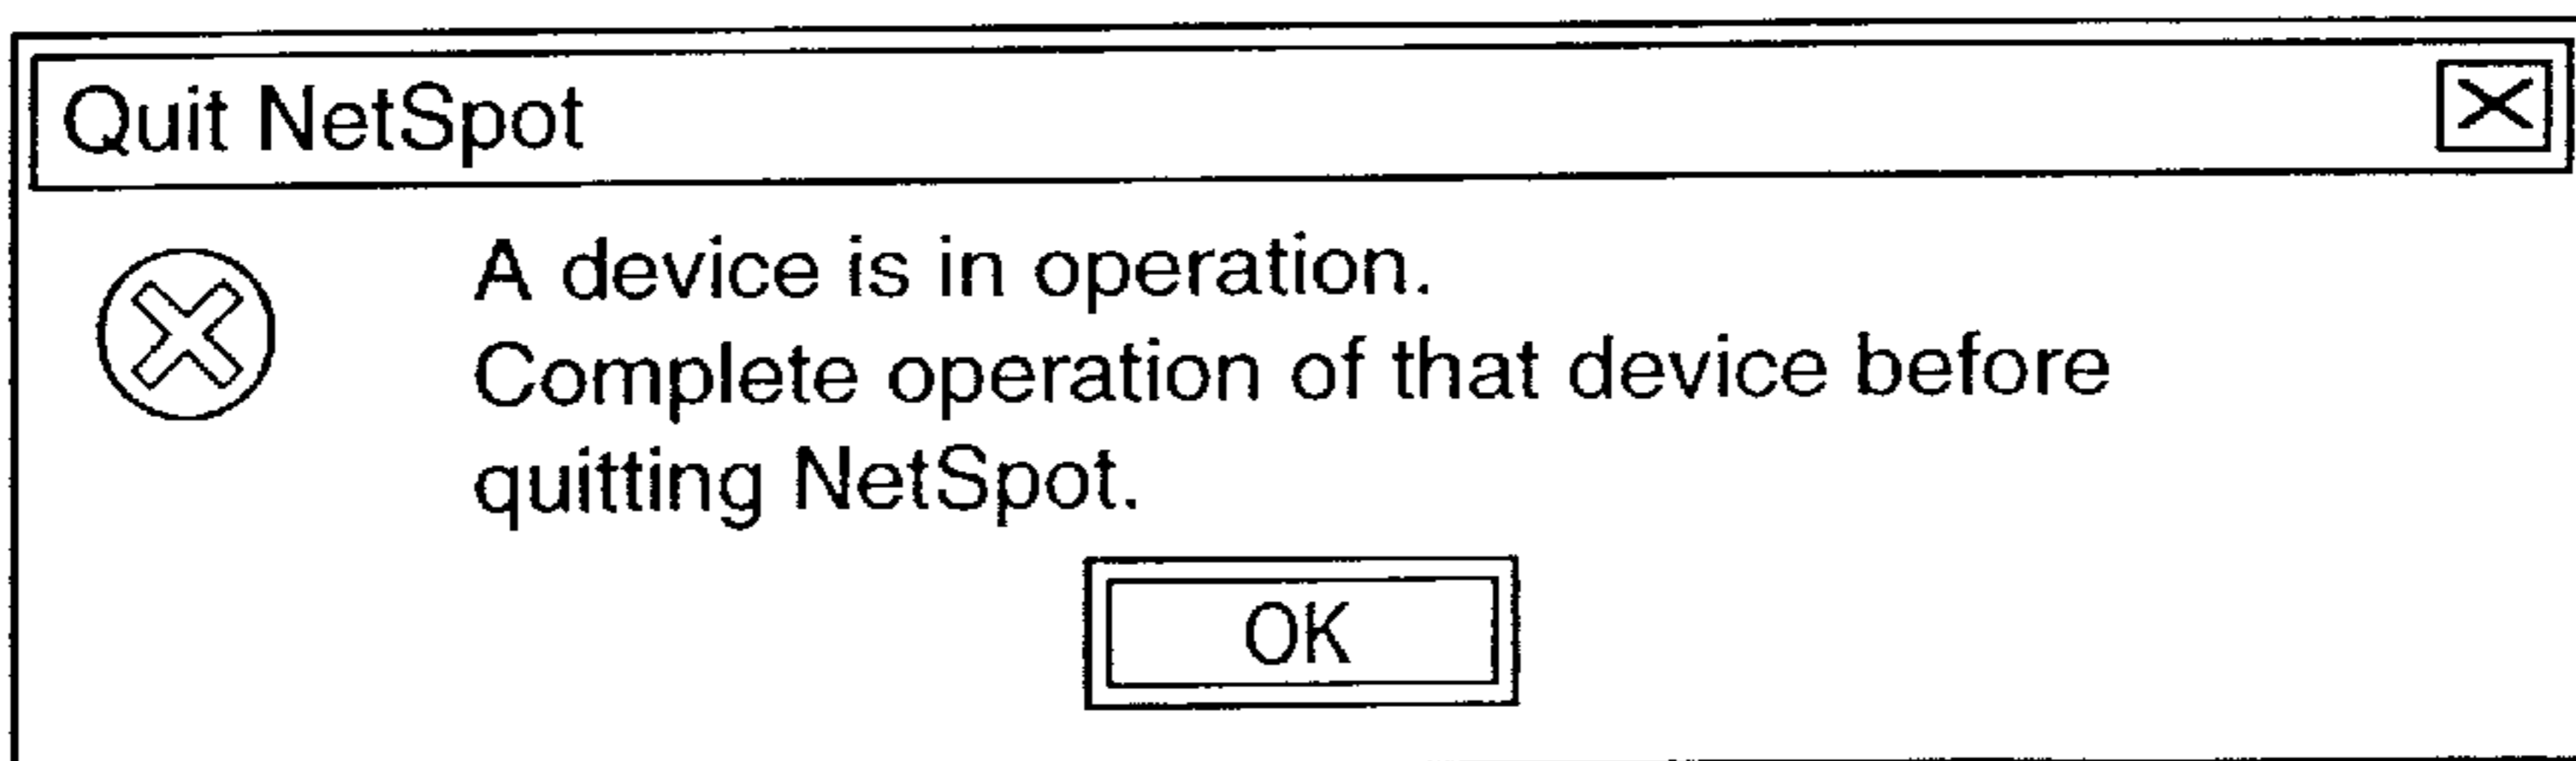 Quit NetSpot
A device is in operation.
Complete operation of that device before
quitting NetSpot.
OK